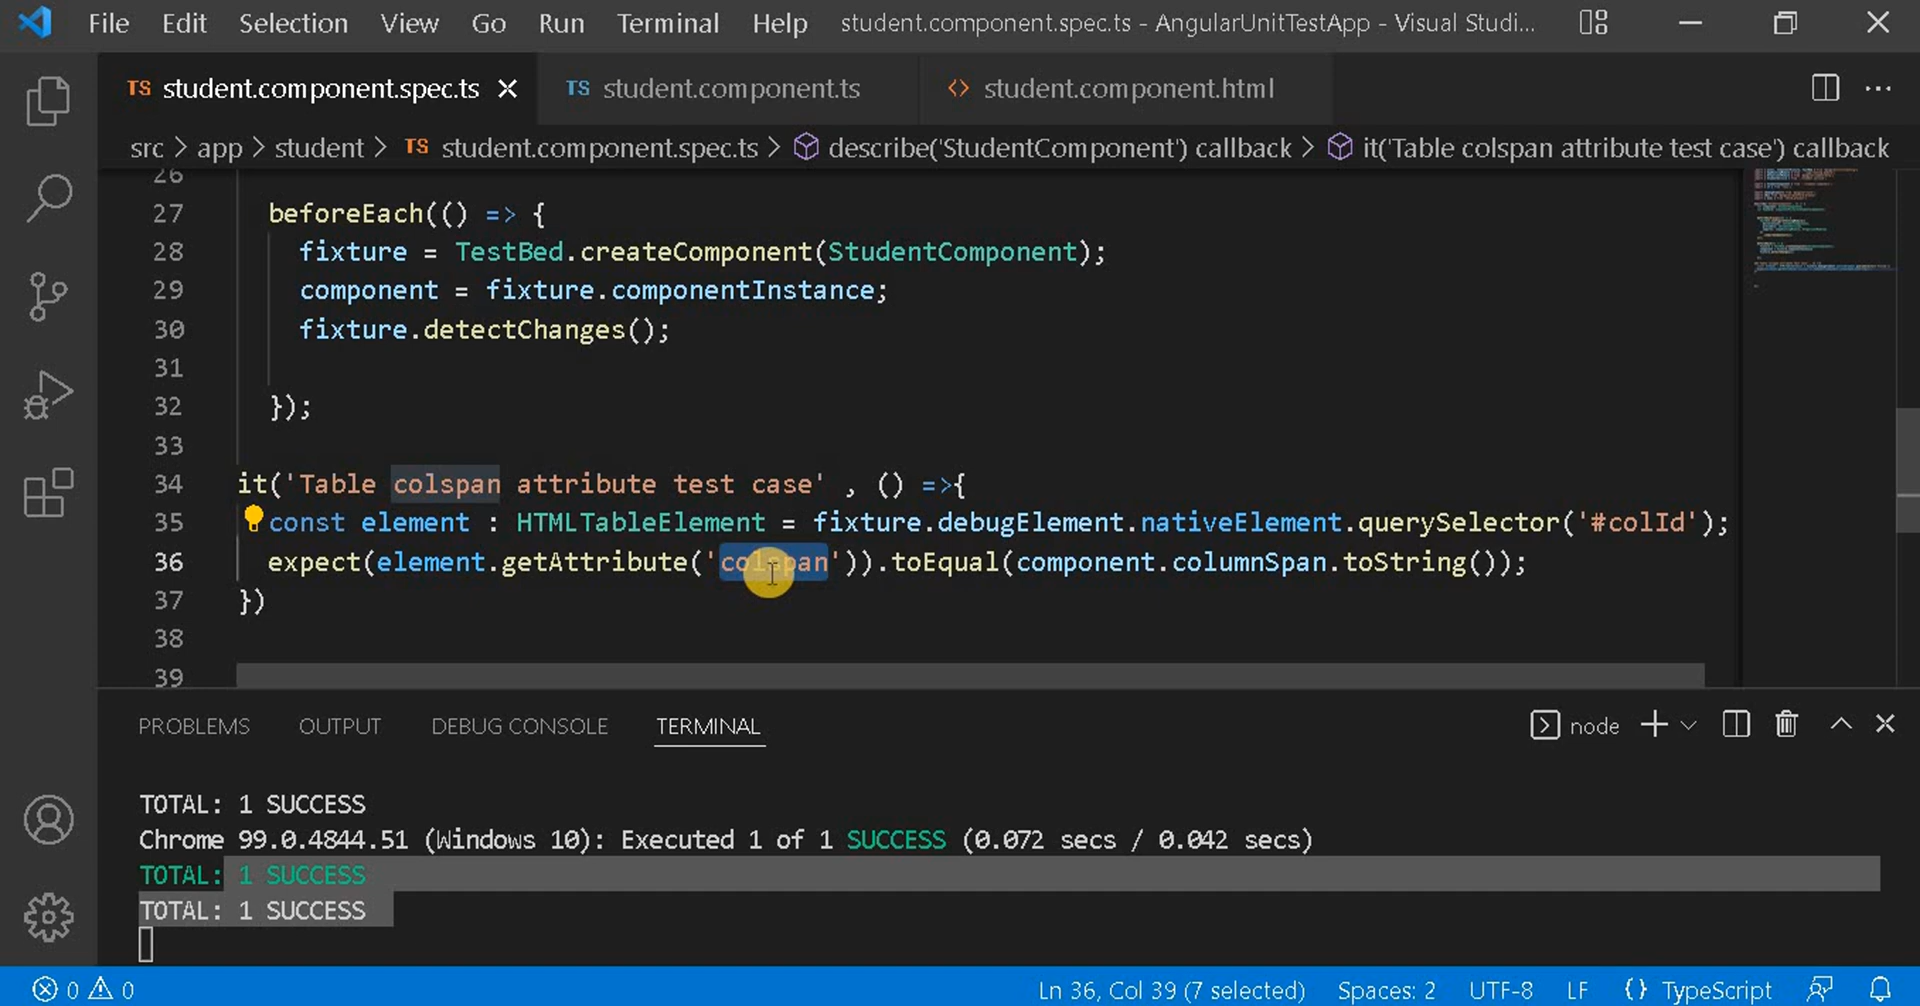 File Edit Selection View Go Run Terminal Help student.component.spec.ts - AngularUnitTestApp - Visual Studi...
TS student.component.spec.ts TS student.component.ts <> student.component.html ...
src > app > student > TS student.component.spec.ts > describe('StudentComponent') callback > it('Table colspan attribute test case') callback
26
27 beforeEach(() => {
28 fixture = TestBed.createComponent(StudentComponent);
29 component = fixture.componentInstance;
30 fixture.detectChanges();
31
32 });
33
34 it('Table colspan attribute test case' , () =>{
35 const element : HTMLTableElement = fixture.debugElement.nativeElement.querySelector('#colId');
36 expect(element.getAttribute('colspan')).toEqual(component.columnSpan.toString());
37 })
38
39
PROBLEMS OUTPUT DEBUG CONSOLE TERMINAL node
TOTAL: 1 SUCCESS
Chrome 99.0.4844.51 (Windows 10): Executed 1 of 1 SUCCESS (0.072 secs / 0.042 secs)
TOTAL: 1 SUCCESS
TOTAL: 1 SUCCESS
0 0 Ln 36, Col 39 (7 selected) Spaces: 2 UTF-8 LF {} TypeScript